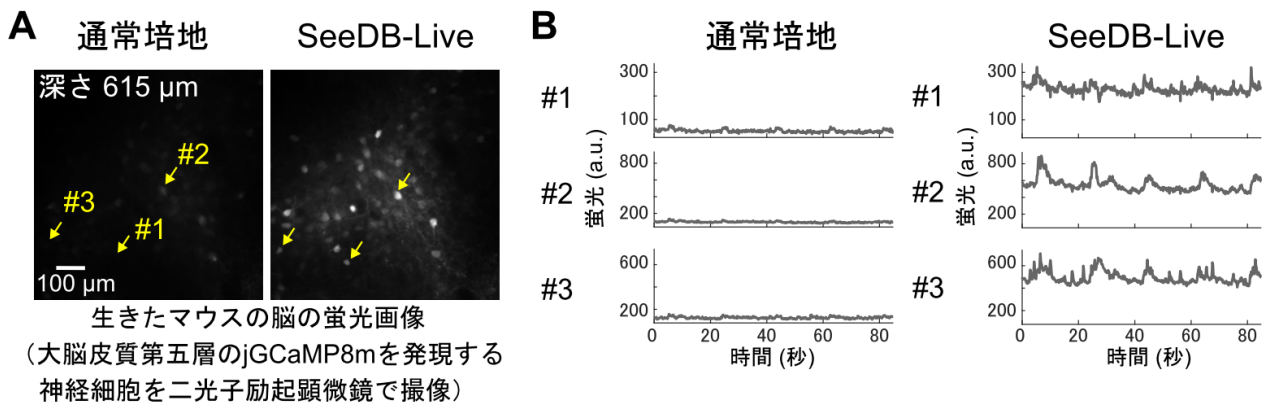 A
通常培地
SeeDB-Live
深さ 615 µm
#2
#3
#1
100 µm
生きたマウスの脳の蛍光画像
(大脳皮質第五層のjGCaMP8mを発現する
神経細胞を二光子励起顕微鏡で撮像)
B
通常培地
SeeDB-Live
#1
300
100
#2
800
200
#3
600
200
蛍光 (a.u.)
0
20
40
60
80
時間 (秒)
#1
300
100
#2
800
200
#3
600
200
蛍光 (a.u.)
0
20
40
60
80
時間 (秒)